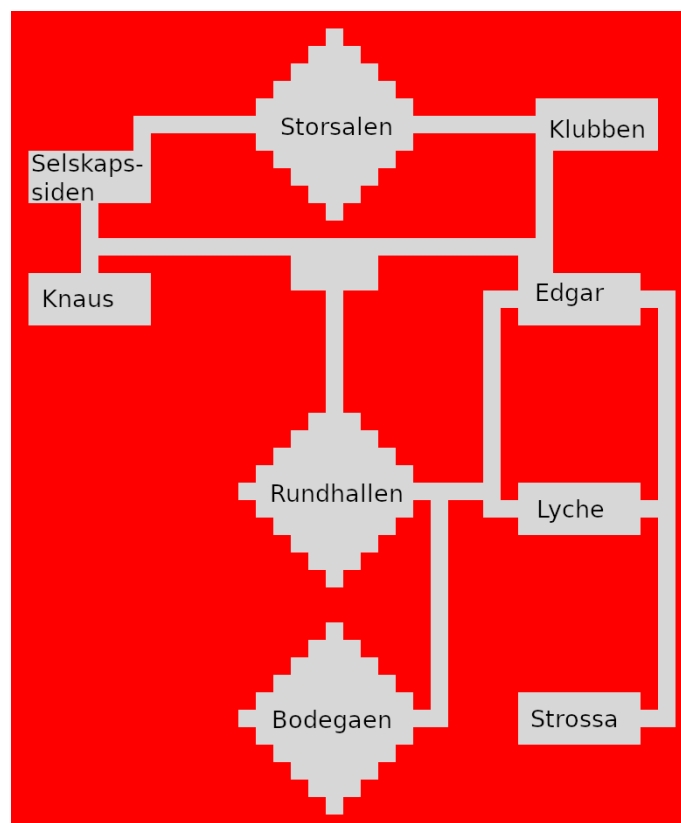 Storsalen
Klubben
Selskaps-
siden
Edgar
Knaus
Rundhallen
Lyche
Bodegaen
Strossa